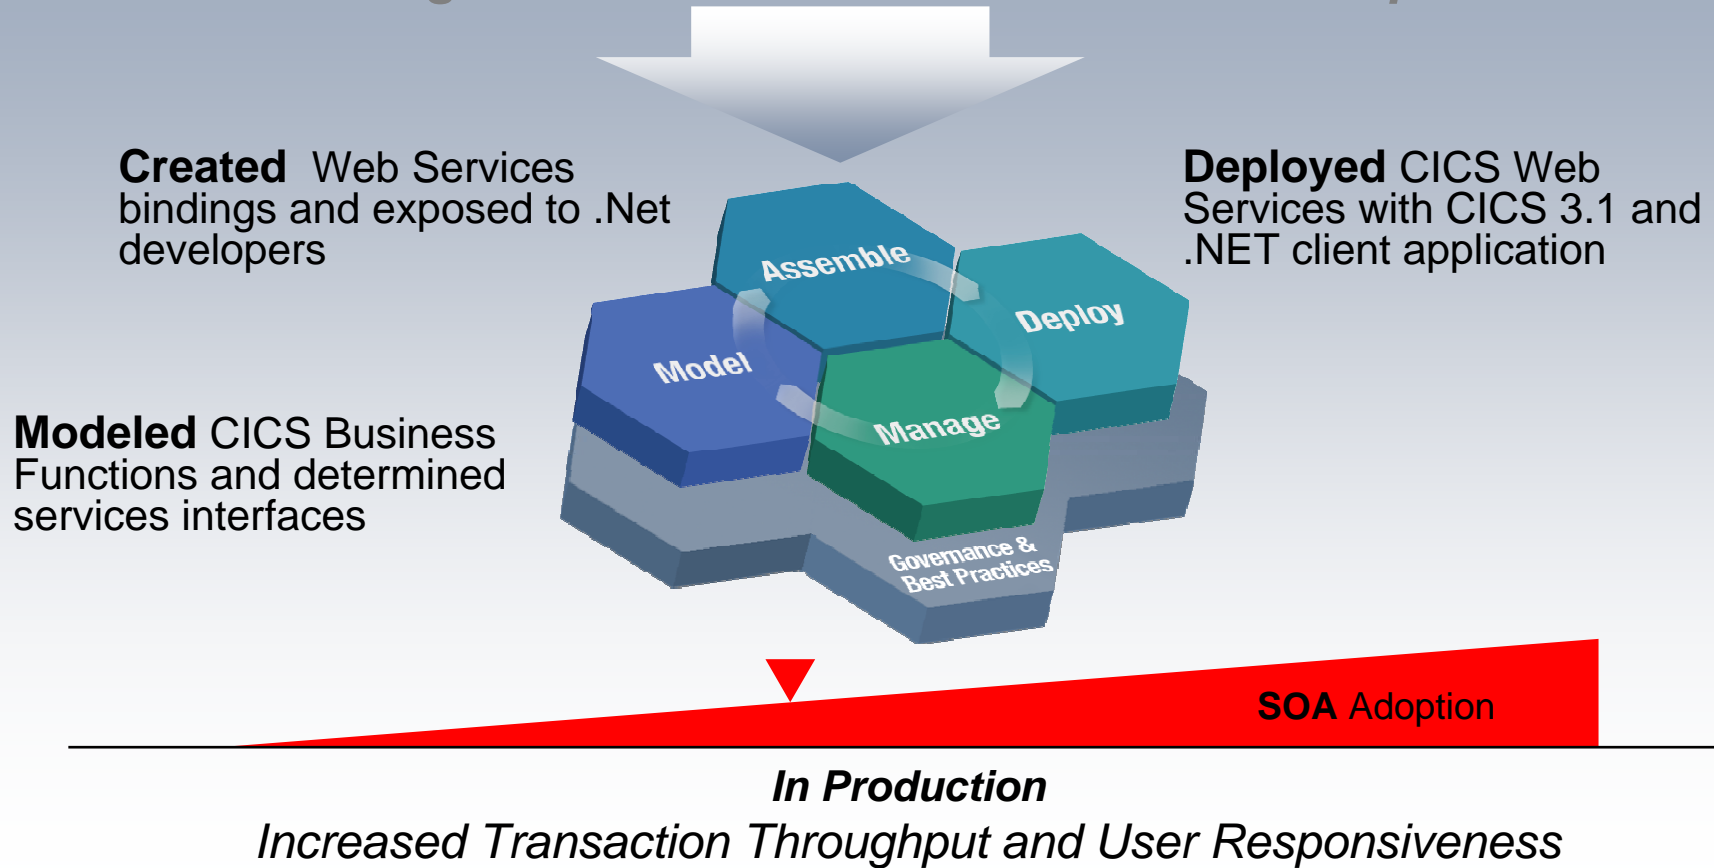 Created Web Services
bindings and exposed to .Net
developers
Deployed CICS Web
Services with CICS 3.1 and
.NET client application
Assemble
Deploy
Model
Manage
Modeled CICS Business
Functions and determined
services interfaces
Governance &
Best Practices
SOA Adoption
In Production
Increased Transaction Throughput and User Responsiveness